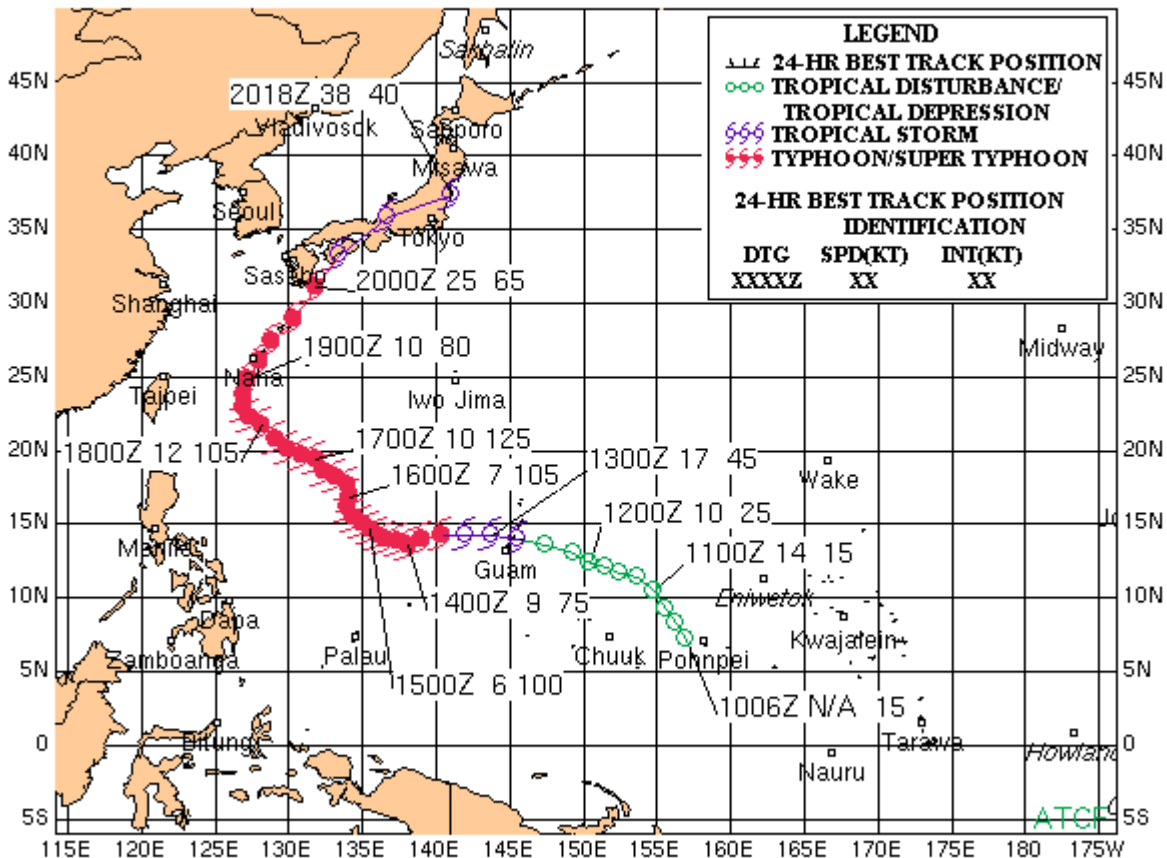 LEGEND
24-HR BEST TRACK POSITION
TROPICAL DISTURBANCE/
TROPICAL DEPRESSION
TROPICAL STORM
TYPHOON/SUPER TYPHOON
24-HR BEST TRACK POSITION
IDENTIFICATION
DTG SPD(KT) INT(KT)
XXXXZ XX XX
Sakhalin
45N 45N
2018Z 38 40
Vladivosok
Sapporo
40N 40N
Misawa
Seoul
35N 35N
Tokyo
Sasebo
2000Z 25 65
Shanghai
30N 30N
Midway
1900Z 10 80
Naha
25N 25N
Taipei
Iwo Jima
1700Z 10 125
1800Z 12 105
20N 20N
1600Z 7 105
1300Z 17 45
Wake
1200Z 10 25
15N 15N
Manila
Guam
1100Z 14 15
Eniwetok
10N 10N
1400Z 9 75
Dapa
Kwajalein
Zamboanga
Palau
Chuuk
Pohnpei
5N 5N
1500Z 6 100
1006Z N/A 15
Bitung
Tarawa
0 0
Howland
Nauru
ATCF
5S 5S
115E 120E 125E 130E 135E 140E 145E 150E 155E 160E 165E 170E 175E 180 175W